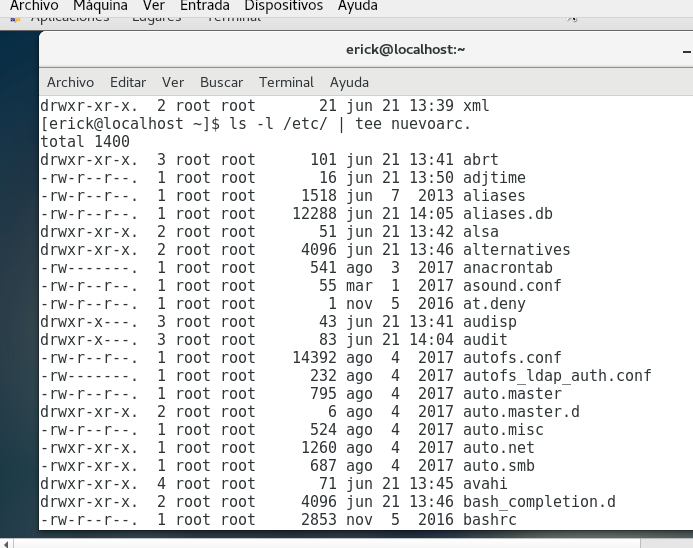 Archivo Máquina Ver Entrada Dispositivos Ayuda
Aplicaciones Lugares Terminal
erick@localhost:~
Archivo Editar Ver Buscar Terminal Ayuda
drwxr-xr-x.  2 root root       21 jun 21 13:39 xml
[erick@localhost ~]$ ls -l /etc/ | tee nuevoarc.
total 1400
drwxr-xr-x.  3 root root      101 jun 21 13:41 abrt
-rw-r--r--.  1 root root       16 jun 21 13:50 adjtime
-rw-r--r--.  1 root root     1518 jun  7  2013 aliases
-rw-r--r--.  1 root root    12288 jun 21 14:05 aliases.db
drwxr-xr-x.  2 root root       51 jun 21 13:42 alsa
drwxr-xr-x.  2 root root     4096 jun 21 13:46 alternatives
-rw-------.  1 root root      541 ago  3  2017 anacrontab
-rw-r--r--.  1 root root       55 mar  1  2017 asound.conf
-rw-r--r--.  1 root root        1 nov  5  2016 at.deny
drwxr-x---.  3 root root       43 jun 21 13:41 audisp
drwxr-x---.  3 root root       83 jun 21 14:04 audit
-rw-r--r--.  1 root root    14392 ago  4  2017 autofs.conf
-rw-------.  1 root root      232 ago  4  2017 autofs_ldap_auth.conf
-rw-r--r--.  1 root root      795 ago  4  2017 auto.master
drwxr-xr-x.  2 root root        6 ago  4  2017 auto.master.d
-rw-r--r--.  1 root root      524 ago  4  2017 auto.misc
-rwxr-xr-x.  1 root root     1260 ago  4  2017 auto.net
-rwxr-xr-x.  1 root root      687 ago  4  2017 auto.smb
drwxr-xr-x.  4 root root       71 jun 21 13:45 avahi
drwxr-xr-x.  2 root root     4096 jun 21 13:46 bash_completion.d
-rw-r--r--.  1 root root     2853 nov  5  2016 bashrc